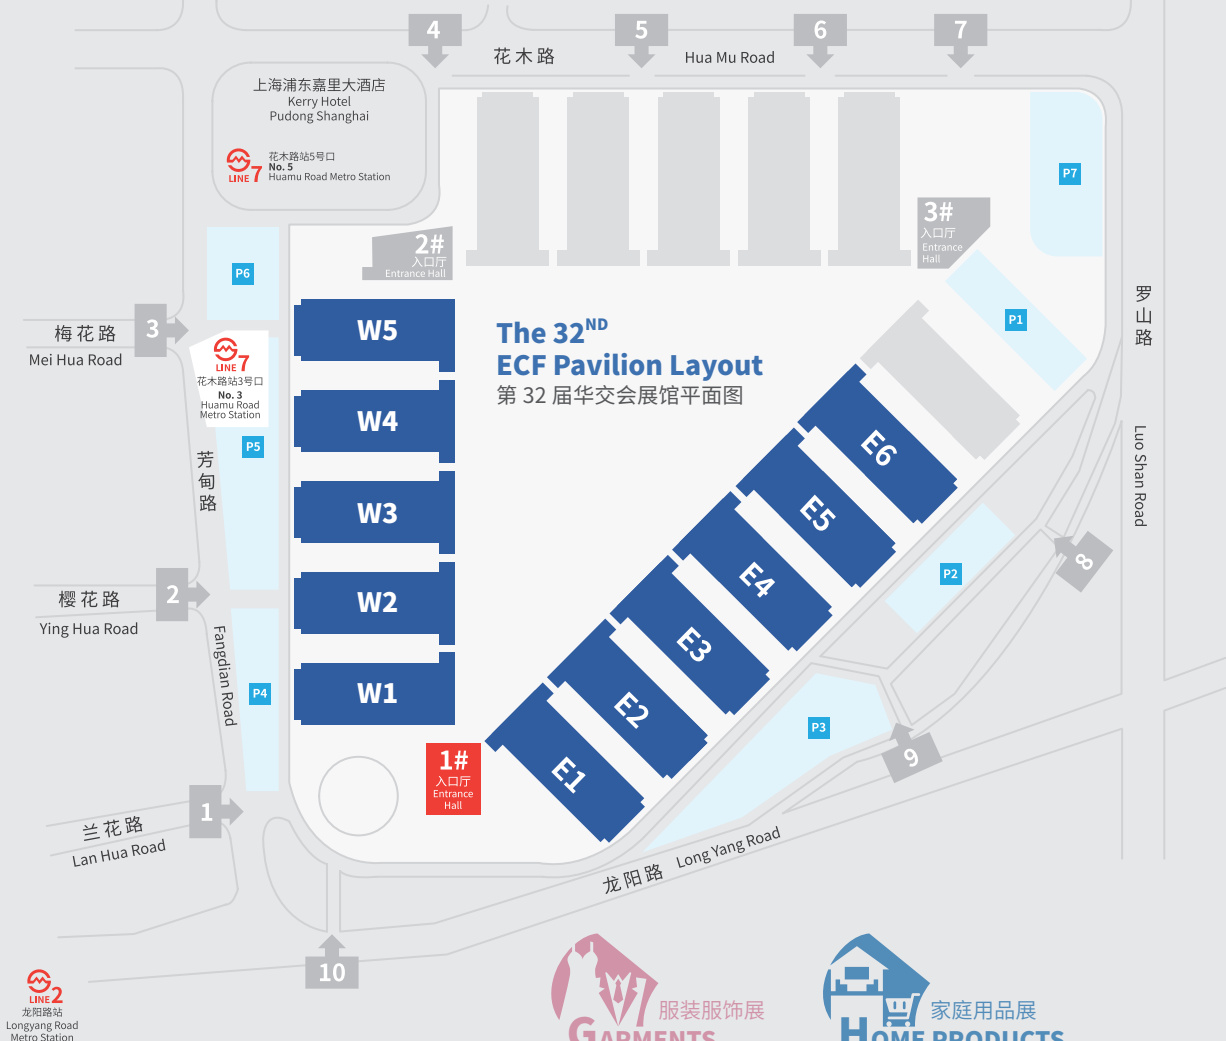 4
5
6
7
花木路
Hua Mu Road
上海浦东嘉里大酒店
Kerry Hotel
Pudong Shanghai
LINE 7
花木路站5号口
No. 5
Huamu Road Metro Station
P7
2#
入口厅
Entrance Hall
3#
入口厅
Entrance
Hall
P6
P1
罗山路
Luo Shan Road
3
梅花路
Mei Hua Road
LINE 7
花木路站3号口
No. 3
Huamu Road
Metro Station
P5
芳甸路
Fangdian Road
W5
W4
W3
W2
W1
The 32ND
ECF Pavilion Layout
第 32 届华交会展馆平面图
E6
E5
E4
E3
E2
E1
P2
8
2
樱花路
Ying Hua Road
P4
P3
9
1#
入口厅
Entrance
Hall
1
兰花路
Lan Hua Road
龙阳路
Long Yang Road
10
LINE 2
龙阳路站
Longyang Road
Metro Station
服装服饰展
GARMENTS
家庭用品展
HOME PRODUCTS